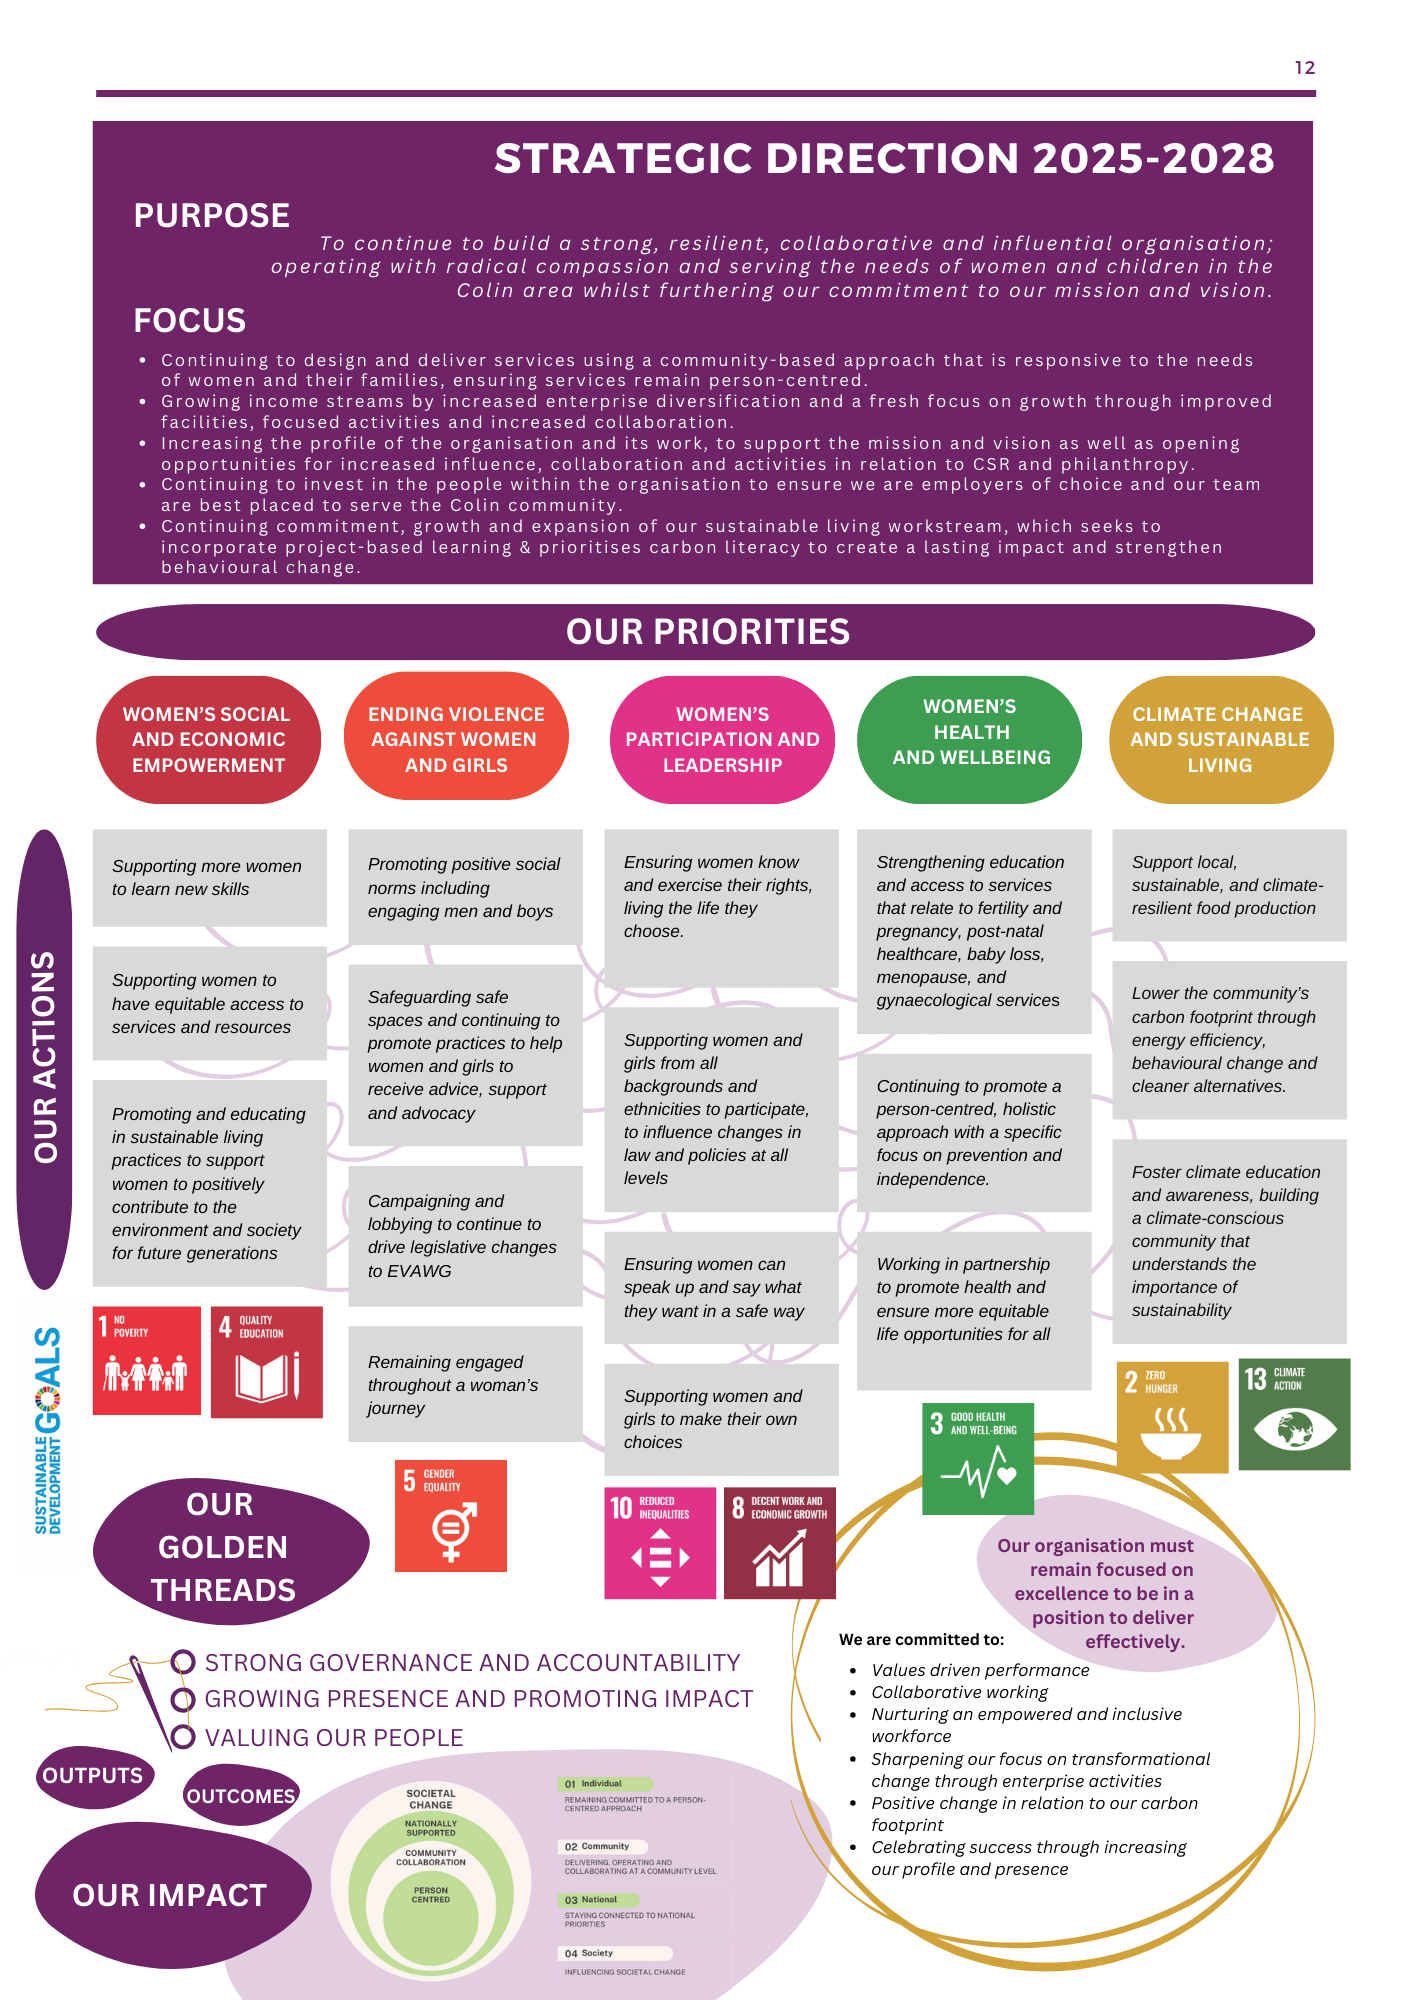 12
STRATEGIC DIRECTION 2025-2028
PURPOSE
To continue to build a strong, resilient, collaborative and influential organisation;
operating with radical compassion and serving the needs of women and children in the
Colin area whilst furthering our commitment to our mission and vision.
FOCUS
• Continuing to design and deliver services using a community-based approach that is responsive to the needs
of women and their families, ensuring services remain person-centred.
• Growing income streams by increased enterprise diversification and a fresh focus on growth through improved
facilities, focused activities and increased collaboration.
• Increasing the profile of the organisation and its work, to support the mission and vision as well as opening
opportunities for increased influence, collaboration and activities in relation to CSR and philanthropy.
• Continuing to invest in the people within the organisation to ensure we are employers of choice and our team
are best placed to serve the Colin community.
• Continuing commitment, growth and expansion of our sustainable living workstream, which seeks to
incorporate project-based learning & prioritises carbon literacy to create a lasting impact and strengthen
behavioural change.
OUR PRIORITIES
WOMEN'S SOCIAL
AND ECONOMIC
EMPOWERMENT
ENDING VIOLENCE
AGAINST WOMEN
AND GIRLS
WOMEN'S
PARTICIPATION AND
LEADERSHIP
WOMEN'S
HEALTH
AND WELLBEING
CLIMATE CHANGE
AND SUSTAINABLE
LIVING
OUR ACTIONS
Supporting more women
to learn new skills
Supporting women to
have equitable access to
services and resources
Promoting and educating
in sustainable living
practices to support
women to positively
contribute to the
environment and society
for future generations
1 NO
POVERTY
4 QUALITY
EDUCATION
Promoting positive social
norms including
engaging men and boys
Safeguarding safe
spaces and continuing to
promote practices to help
women and girls to
receive advice, support
and advocacy
Campaigning and
lobbying to continue to
drive legislative changes
to EVAWG
Remaining engaged
throughout a woman's
journey
5 GENDER
EQUALITY
Ensuring women know
and exercise their rights,
living the life they
choose.
Supporting women and
girls from all
backgrounds and
ethnicities to participate,
to influence changes in
law and policies at all
levels
Ensuring women can
speak up and say what
they want in a safe way
Supporting women and
girls to make their own
choices
10 REDUCED
INEQUALITIES
8 DECENT WORK AND
ECONOMIC GROWTH
Strengthening education
and access to services
that relate to fertility and
pregnancy, post-natal
healthcare, baby loss,
menopause, and
gynaecological services
Continuing to promote a
person-centred, holistic
approach with a specific
focus on prevention and
independence.
Working in partnership
to promote health and
ensure more equitable
life opportunities for all
3 GOOD HEALTH
AND WELL-BEING
Support local,
sustainable, and climate-
resilient food production
Lower the community's
carbon footprint through
energy efficiency,
behavioural change and
cleaner alternatives.
Foster climate education
and awareness, building
a climate-conscious
community that
understands the
importance of
sustainability
2 ZERO
HUNGER
13 CLIMATE
ACTION
SUSTAINABLE
DEVELOPMENT GOALS
OUR
GOLDEN
THREADS
STRONG GOVERNANCE AND ACCOUNTABILITY
GROWING PRESENCE AND PROMOTING IMPACT
VALUING OUR PEOPLE
Our organisation must
remain focused on
excellence to be in a
position to deliver
effectively.
We are committed to:
• Values driven performance
• Collaborative working
• Nurturing an empowered and inclusive
workforce
• Sharpening our focus on transformational
change through enterprise activities
• Positive change in relation to our carbon
footprint
• Celebrating success through increasing
our profile and presence
OUTPUTS
OUTCOMES
OUR IMPACT
SOCIETAL
CHANGE
NATIONALLY
SUPPORTED
COMMUNITY
COLLABORATION
PERSON
CENTRED
01 Individual
REMAINING COMMITTED TO A PERSON-
CENTRED APPROACH
02 Community
DELIVERING, OPERATING AND
COLLABORATING AT A COMMUNITY LEVEL
03 National
STAYING CONNECTED TO NATIONAL
PRIORITIES
04 Society
INFLUENCING SOCIETAL CHANGE